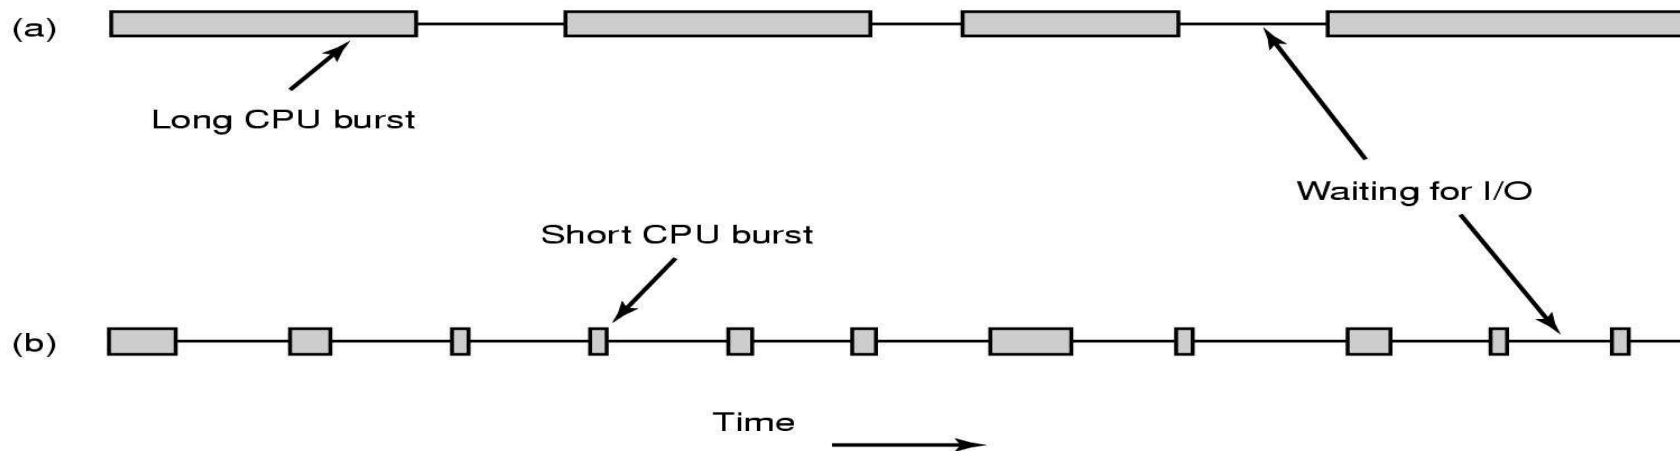 (a)
Long CPU burst
Waiting for I/O
Short CPU burst
(b)
Time